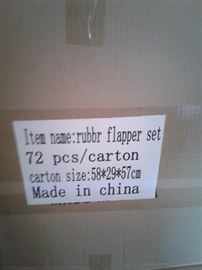 Item name:rubbr flapper set
72 pcs/carton
carton size:58*29*57cm
Made in china